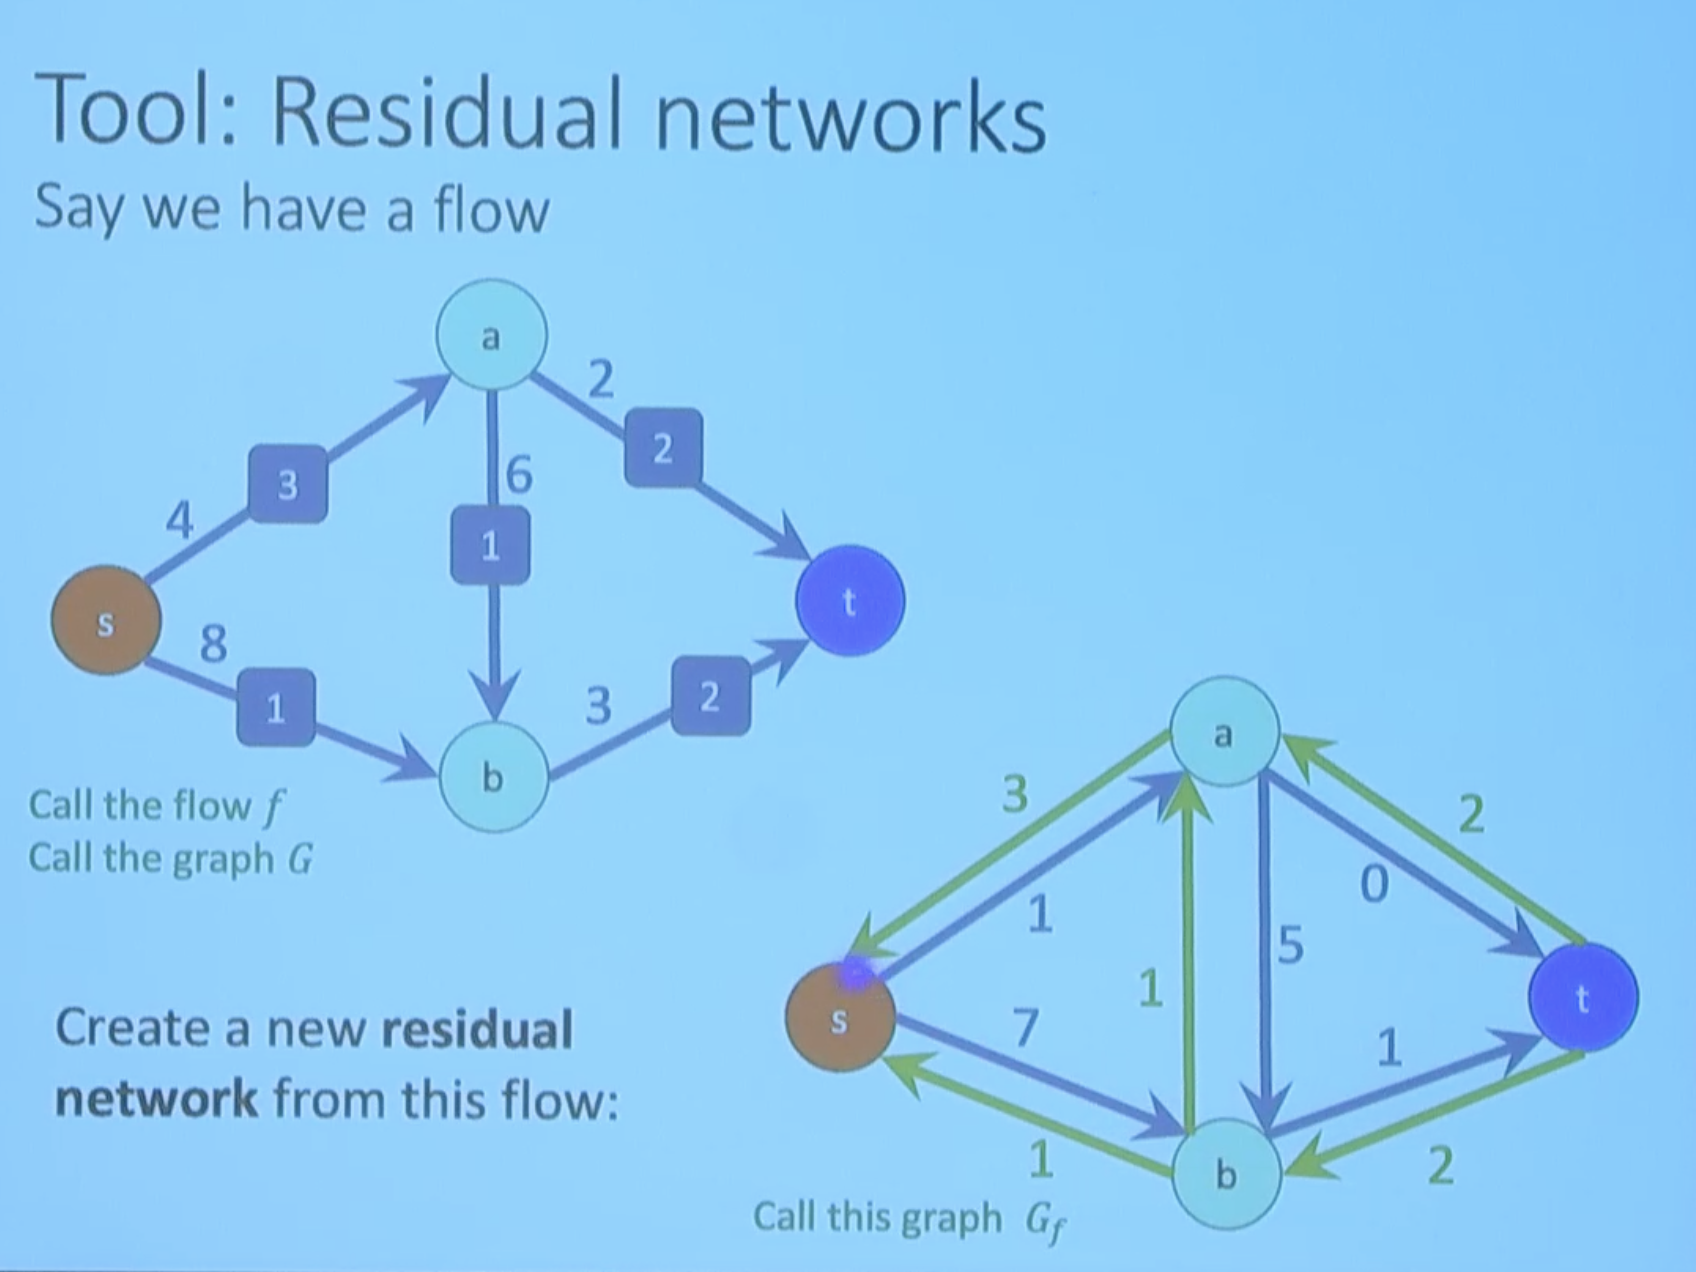 Tool: Residual networks
Say we have a flow
a
2
2
6
3
4
1
t
s
8
3
2
1
b
Call the flow f
Call the graph G
a
3
2
0
1
5
1
t
s
7
1
1
2
b
Create a new residual
network from this flow:
Call this graph G_f